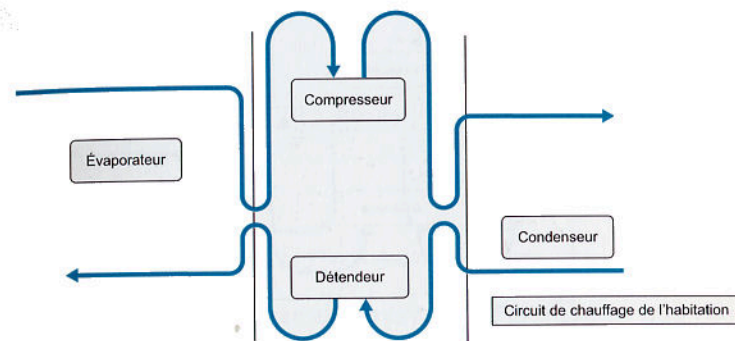 Compresseur
Évaporateur
Condenseur
Détendeur
Circuit de chauffage de l'habitation